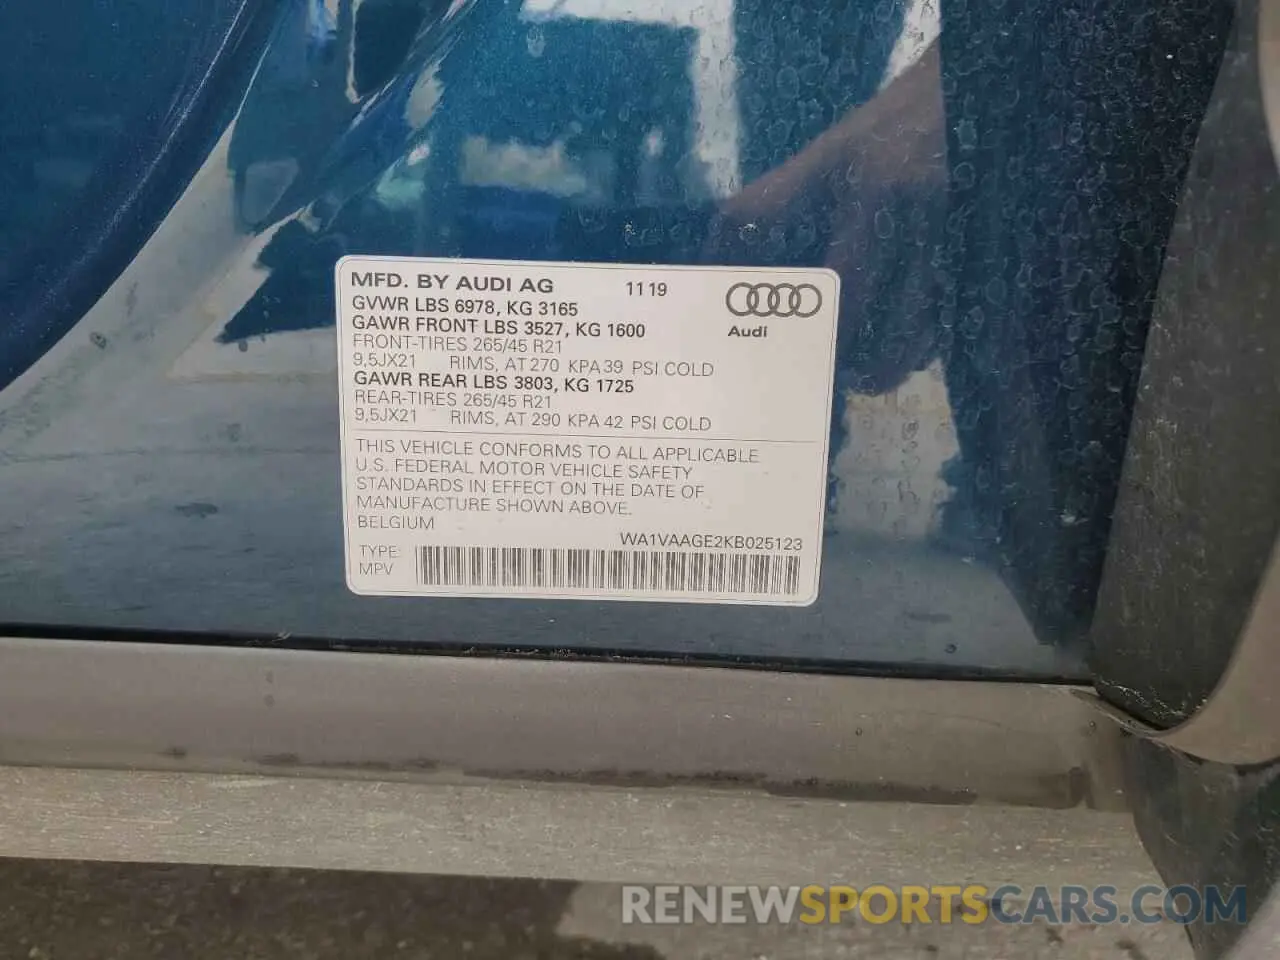 MFD. BY AUDI AG 11 19
GVWR LBS 6978, KG 3165
GAWR FRONT LBS 3527, KG 1600
FRONT-TIRES 265/45 R21
9,5JX21 RIMS, AT 270 KPA 39 PSI COLD
GAWR REAR LBS 3803, KG 1725
REAR-TIRES 265/45 R21
9,5JX21 RIMS, AT 290 KPA 42 PSI COLD
Audi
THIS VEHICLE CONFORMS TO ALL APPLICABLE
U.S. FEDERAL MOTOR VEHICLE SAFETY
STANDARDS IN EFFECT ON THE DATE OF
MANUFACTURE SHOWN ABOVE.
BELGIUM
WA1VAAGE2KB025123
TYPE:
MPV
RENEWSPORTSCARS.COM